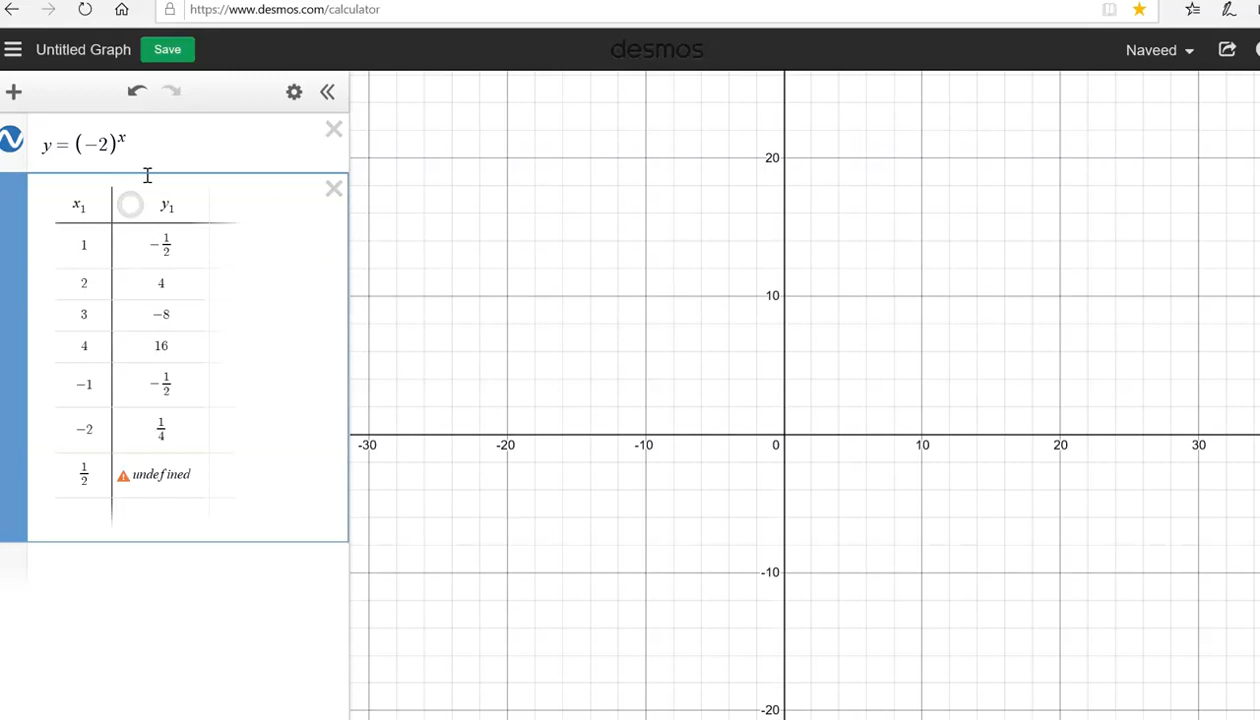 https://www.desmos.com/calculator
Untitled Graph Save desmos Naveed
y = (−2)^x
x₁ y₁
1 −1/2
2 4
3 −8
4 16
−1 −1/2
−2 1/4
1/2 undefined
20
10
-30 -20 -10 0 10 20 30
-10
-20